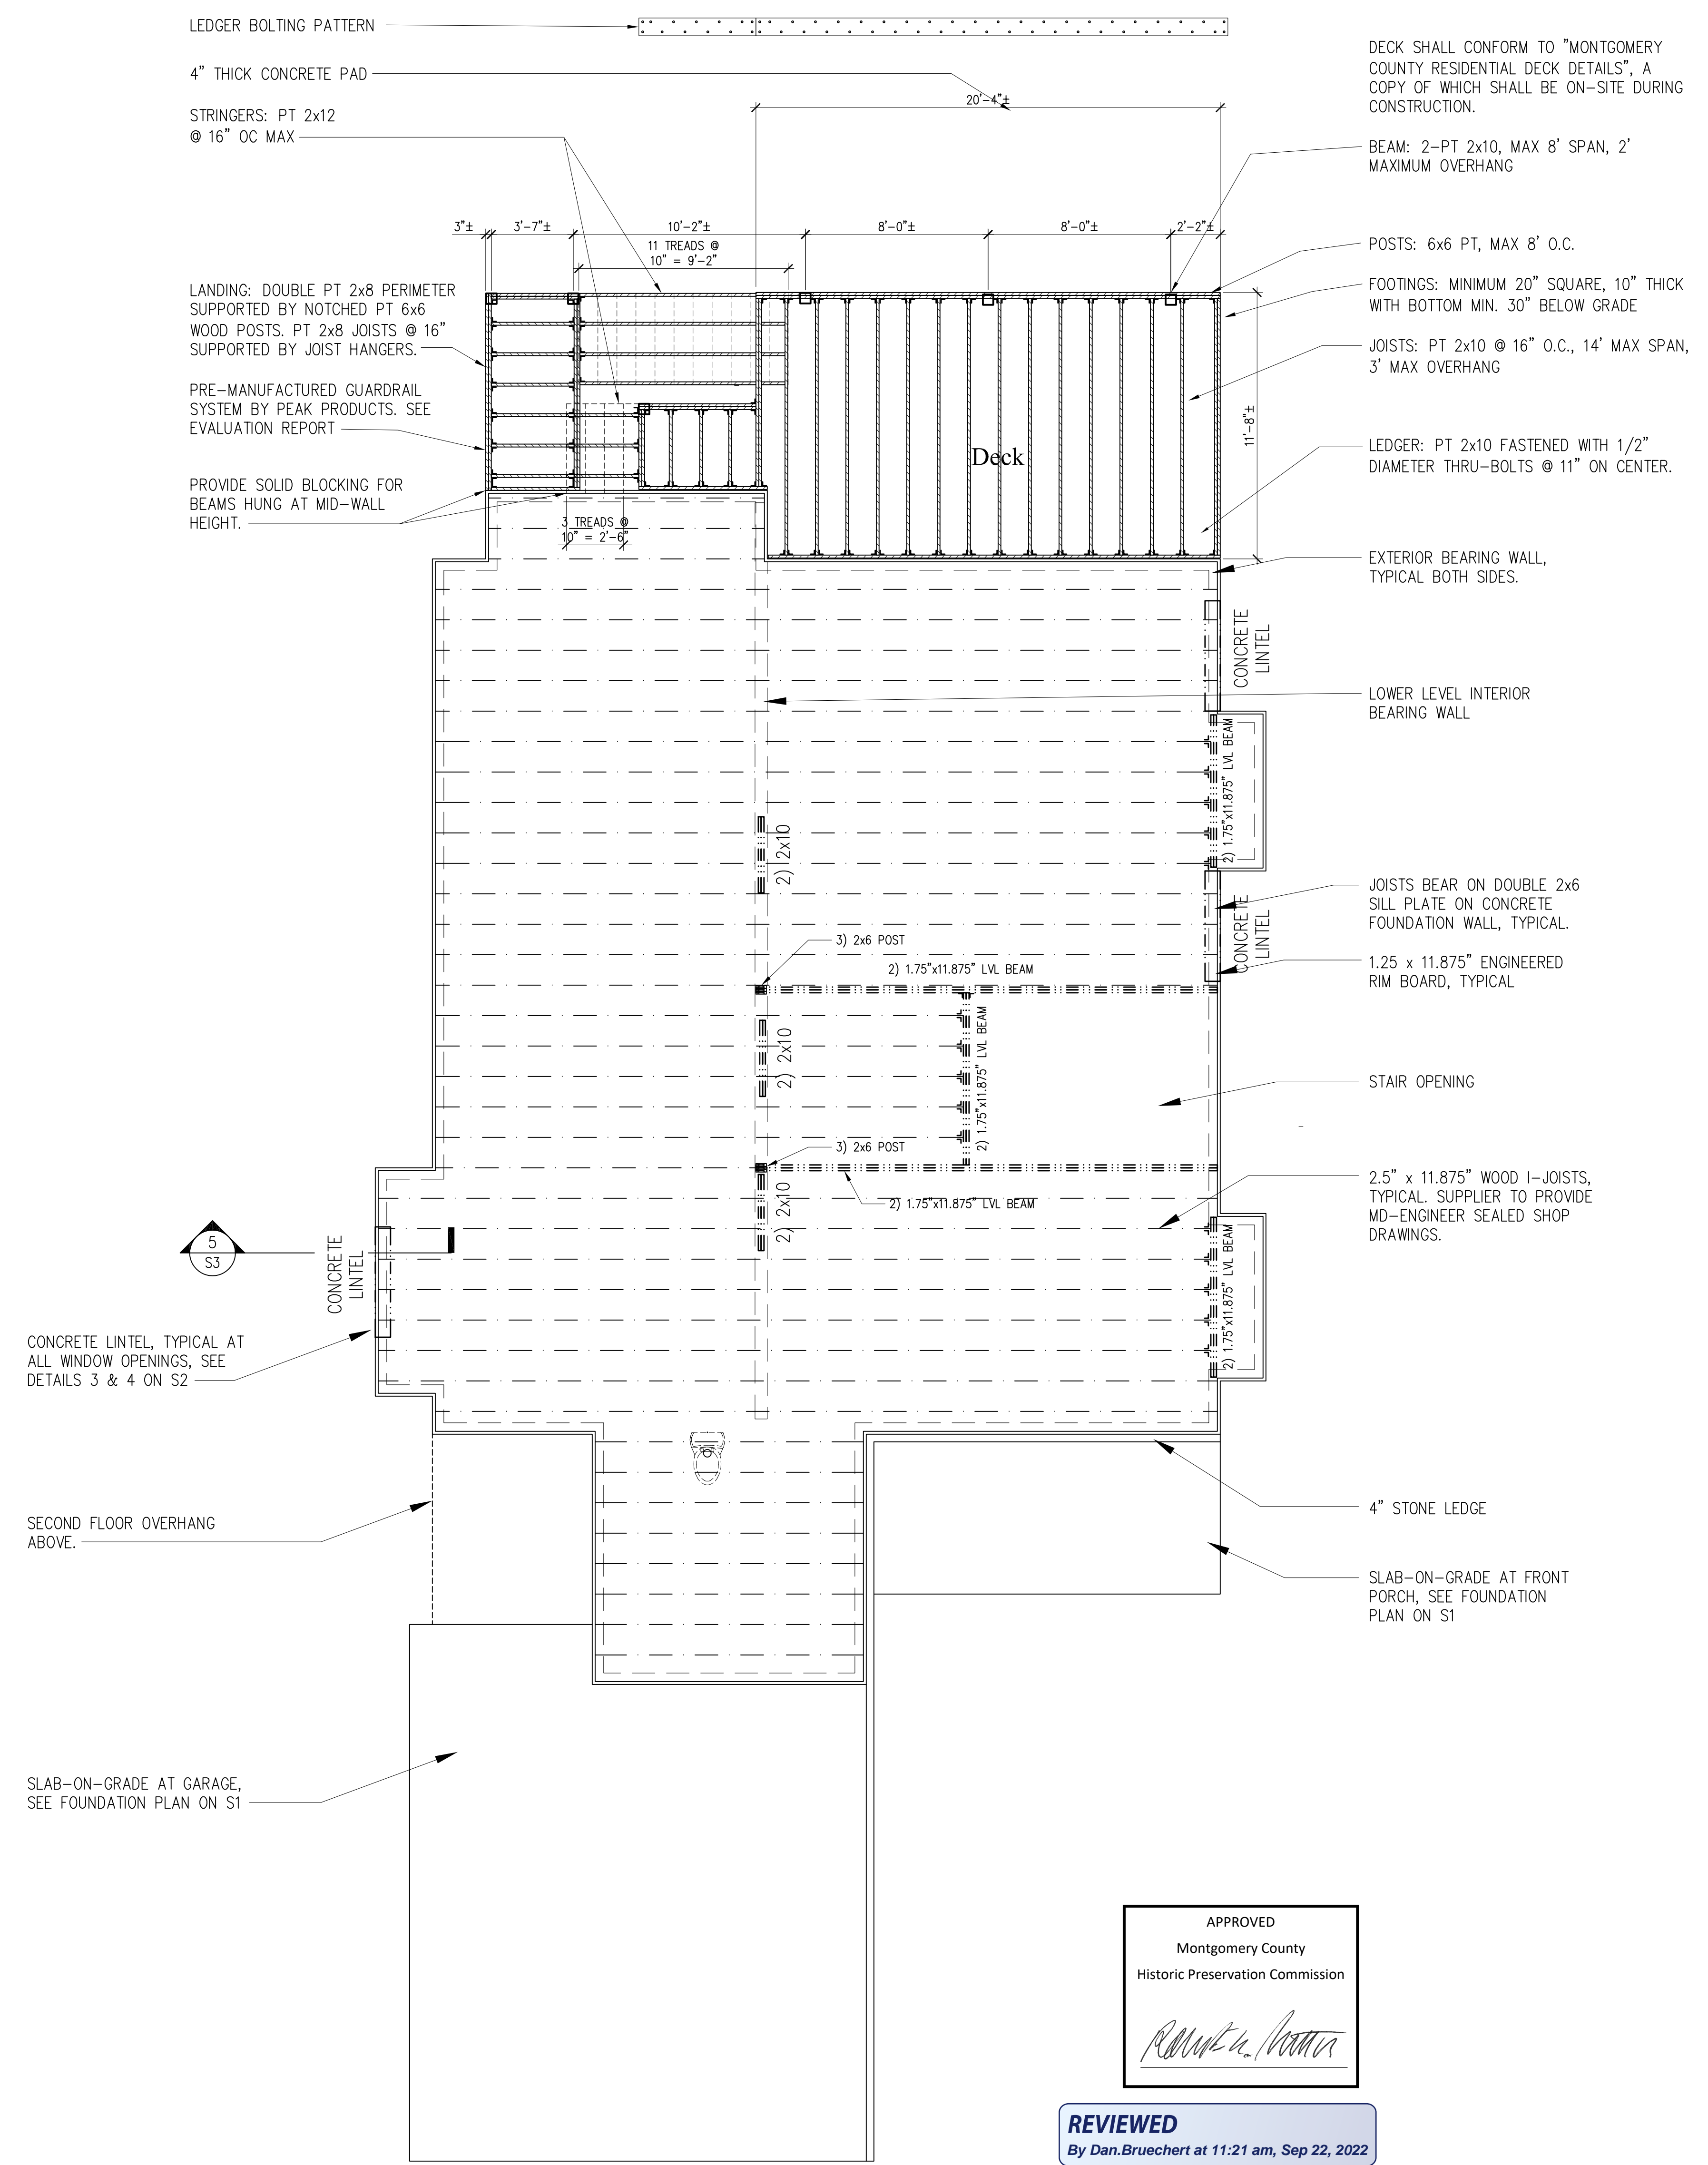 LEDGER BOLTING PATTERN
4" THICK CONCRETE PAD
STRINGERS: PT 2x12
@ 16" OC MAX
LANDING: DOUBLE PT 2x8 PERIMETER
SUPPORTED BY NOTCHED PT 6x6
WOOD POSTS. PT 2x8 JOISTS @ 16"
SUPPORTED BY JOIST HANGERS.
PRE-MANUFACTURED GUARDRAIL
SYSTEM BY PEAK PRODUCTS. SEE
EVALUATION REPORT
PROVIDE SOLID BLOCKING FOR
BEAMS HUNG AT MID-WALL
HEIGHT.
20'-4"±
3"±
3'-7"±
10'-2"±
8'-0"±
8'-0"±
2'-2"±
11 TREADS @
10" = 9'-2"
11'-8"±
Deck
3 TREADS @
10" = 2'-6"
DECK SHALL CONFORM TO "MONTGOMERY
COUNTY RESIDENTIAL DECK DETAILS", A
COPY OF WHICH SHALL BE ON-SITE DURING
CONSTRUCTION.
BEAM: 2-PT 2x10, MAX 8' SPAN, 2'
MAXIMUM OVERHANG
POSTS: 6x6 PT, MAX 8' O.C.
FOOTINGS: MINIMUM 20" SQUARE, 10" THICK
WITH BOTTOM MIN. 30" BELOW GRADE
JOISTS: PT 2x10 @ 16" O.C., 14' MAX SPAN,
3' MAX OVERHANG
LEDGER: PT 2x10 FASTENED WITH 1/2"
DIAMETER THRU-BOLTS @ 11" ON CENTER.
EXTERIOR BEARING WALL,
TYPICAL BOTH SIDES.
CONCRETE
LINTEL
LOWER LEVEL INTERIOR
BEARING WALL
2) 1.75"x11.875" LVL BEAM
2) 2x10
JOISTS BEAR ON DOUBLE 2x6
SILL PLATE ON CONCRETE
FOUNDATION WALL, TYPICAL.
CONCRETE
LINTEL
3) 2x6 POST
2) 1.75"x11.875" LVL BEAM
1.25 x 11.875" ENGINEERED
RIM BOARD, TYPICAL
2) 2x10
2) 1.75"x11.875" LVL BEAM
STAIR OPENING
3) 2x6 POST
2) 1.75"x11.875" LVL BEAM
2) 2x10
2.5" x 11.875" WOOD I-JOISTS,
TYPICAL. SUPPLIER TO PROVIDE
MD-ENGINEER SEALED SHOP
DRAWINGS.
2) 1.75"x11.875" LVL BEAM
5
S3
CONCRETE
LINTEL
CONCRETE LINTEL, TYPICAL AT
ALL WINDOW OPENINGS, SEE
DETAILS 3 & 4 ON S2
SECOND FLOOR OVERHANG
ABOVE.
4" STONE LEDGE
SLAB-ON-GRADE AT FRONT
PORCH, SEE FOUNDATION
PLAN ON S1
SLAB-ON-GRADE AT GARAGE,
SEE FOUNDATION PLAN ON S1
APPROVED
Montgomery County
Historic Preservation Commission
REVIEWED
By Dan.Bruechert at 11:21 am, Sep 22, 2022